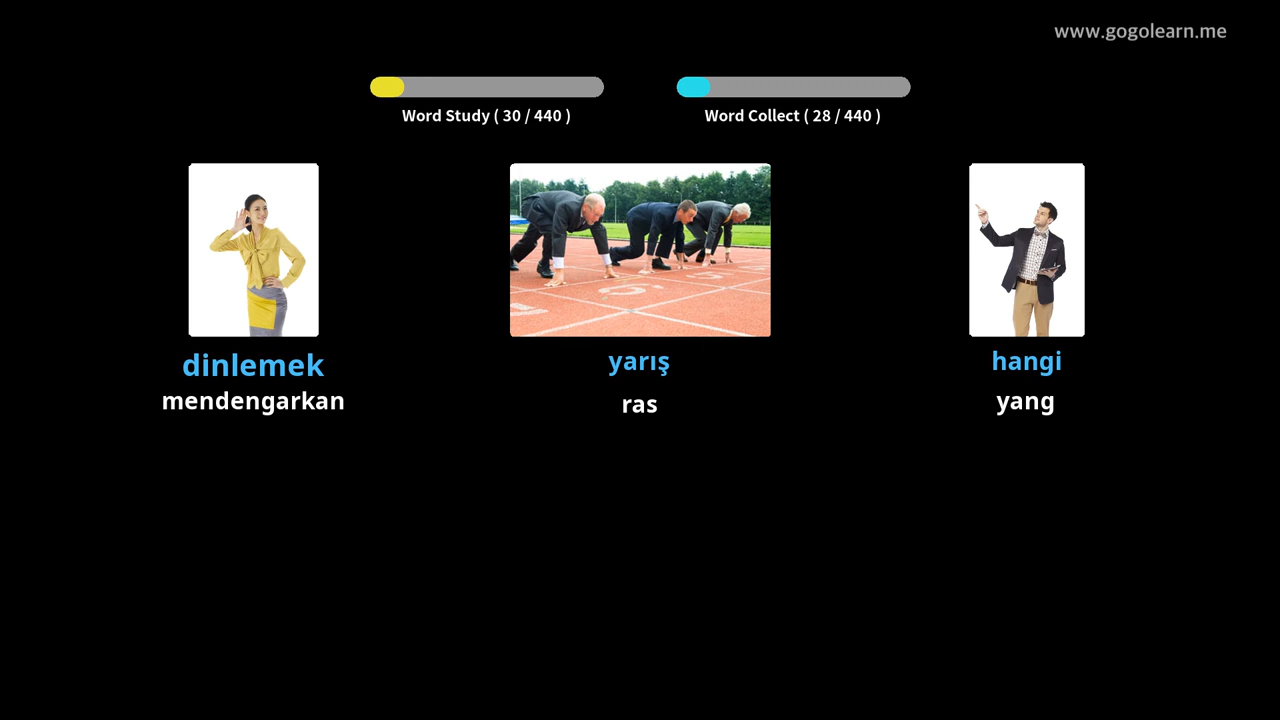 www.gogolearn.me
Word Study ( 30 / 440 )
Word Collect ( 28 / 440 )
dinlemek
mendengarkan
yarış
ras
hangi
yang